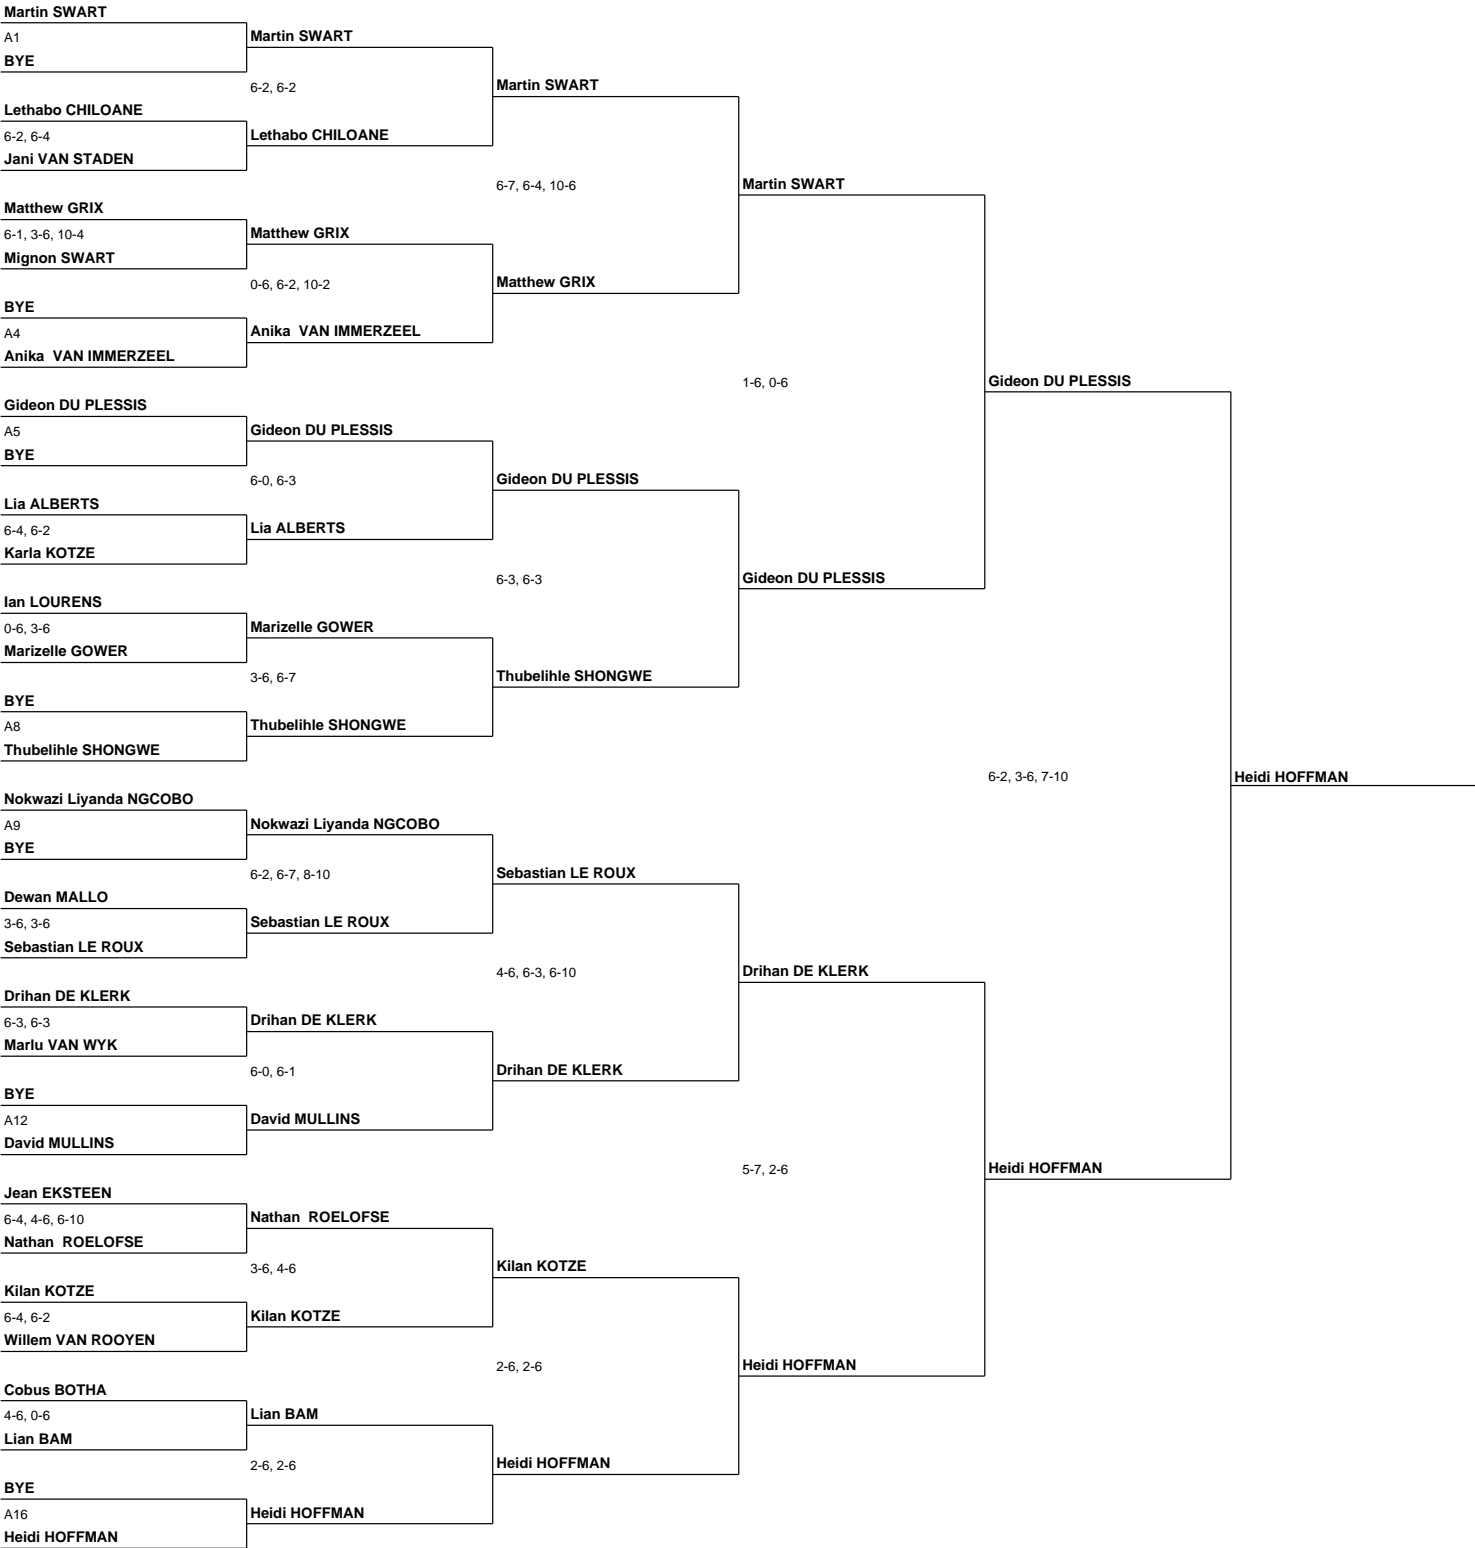 Martin SWART
A1
BYE
Lethabo CHILOANE
6-2, 6-4
Jani VAN STADEN
Matthew GRIX
6-1, 3-6, 10-4
Mignon SWART
BYE
A4
Anika  VAN IMMERZEEL
Gideon DU PLESSIS
A5
BYE
Lia ALBERTS
6-4, 6-2
Karla KOTZE
Ian LOURENS
0-6, 3-6
Marizelle GOWER
BYE
A8
Thubelihle SHONGWE
Nokwazi Liyanda NGCOBO
A9
BYE
Dewan MALLO
3-6, 3-6
Sebastian LE ROUX
Drihan DE KLERK
6-3, 6-3
Marlu VAN WYK
BYE
A12
David MULLINS
Jean EKSTEEN
6-4, 4-6, 6-10
Nathan  ROELOFSE
Kilan KOTZE
6-4, 6-2
Willem VAN ROOYEN
Cobus BOTHA
4-6, 0-6
Lian BAM
BYE
A16
Heidi HOFFMAN
Martin SWART
6-2, 6-2
Lethabo CHILOANE
Matthew GRIX
0-6, 6-2, 10-2
Anika  VAN IMMERZEEL
Gideon DU PLESSIS
6-0, 6-3
Lia ALBERTS
Marizelle GOWER
3-6, 6-7
Thubelihle SHONGWE
Nokwazi Liyanda NGCOBO
6-2, 6-7, 8-10
Sebastian LE ROUX
Drihan DE KLERK
6-0, 6-1
David MULLINS
Nathan  ROELOFSE
3-6, 4-6
Kilan KOTZE
Lian BAM
2-6, 2-6
Heidi HOFFMAN
Martin SWART
6-7, 6-4, 10-6
Matthew GRIX
Gideon DU PLESSIS
6-3, 6-3
Thubelihle SHONGWE
Sebastian LE ROUX
4-6, 6-3, 6-10
Drihan DE KLERK
Kilan KOTZE
2-6, 2-6
Heidi HOFFMAN
Martin SWART
1-6, 0-6
Gideon DU PLESSIS
Drihan DE KLERK
5-7, 2-6
Heidi HOFFMAN
Gideon DU PLESSIS
6-2, 3-6, 7-10
Heidi HOFFMAN
Heidi HOFFMAN